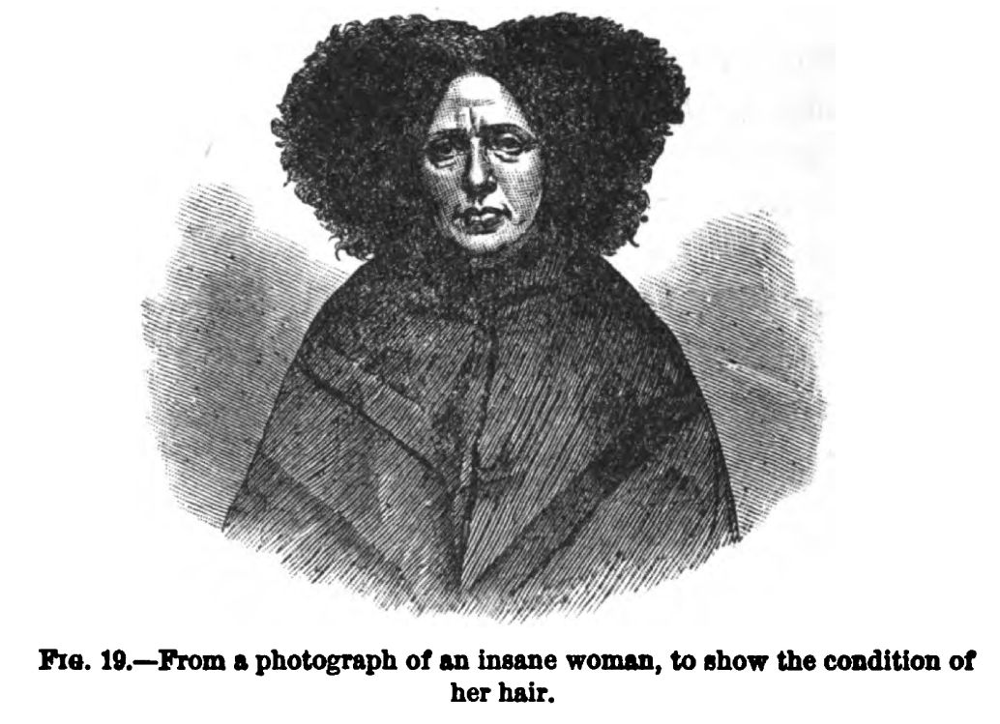 FIG. 19.—From a photograph of an insane woman, to show the condition of
her hair.